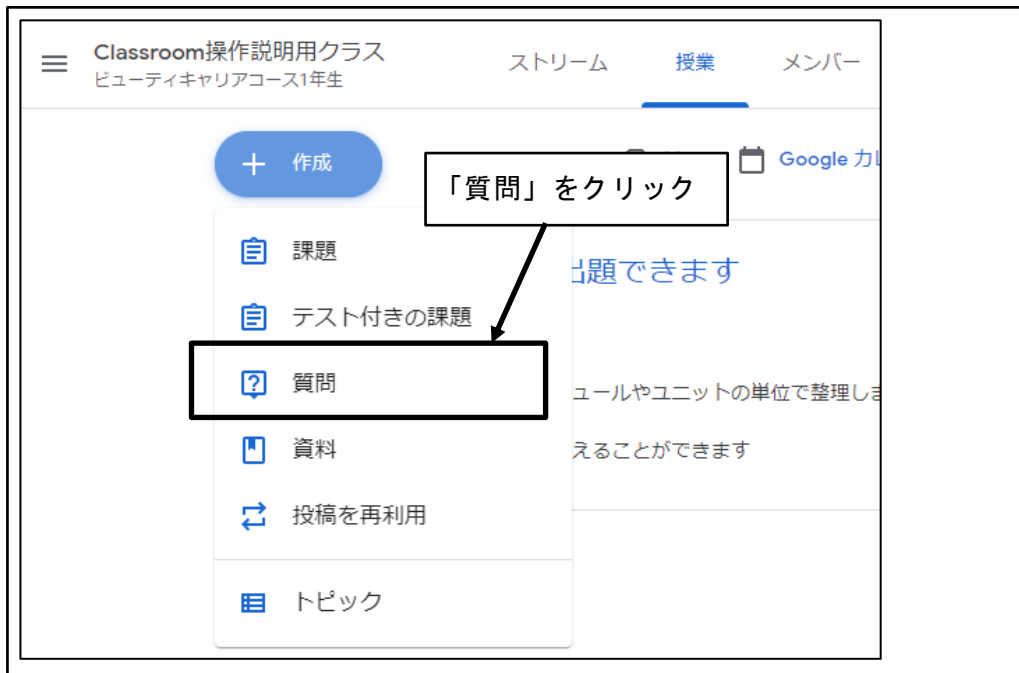 Classroom操作説明用クラス
ビューティキャリアコース1年生
ストリーム
授業
メンバー
作成
Google カ
「質問」をクリック
課題
出題できます
テスト付きの課題
質問
ュールやユニットの単位で整理しま
資料
えることができます
投稿を再利用
トピック